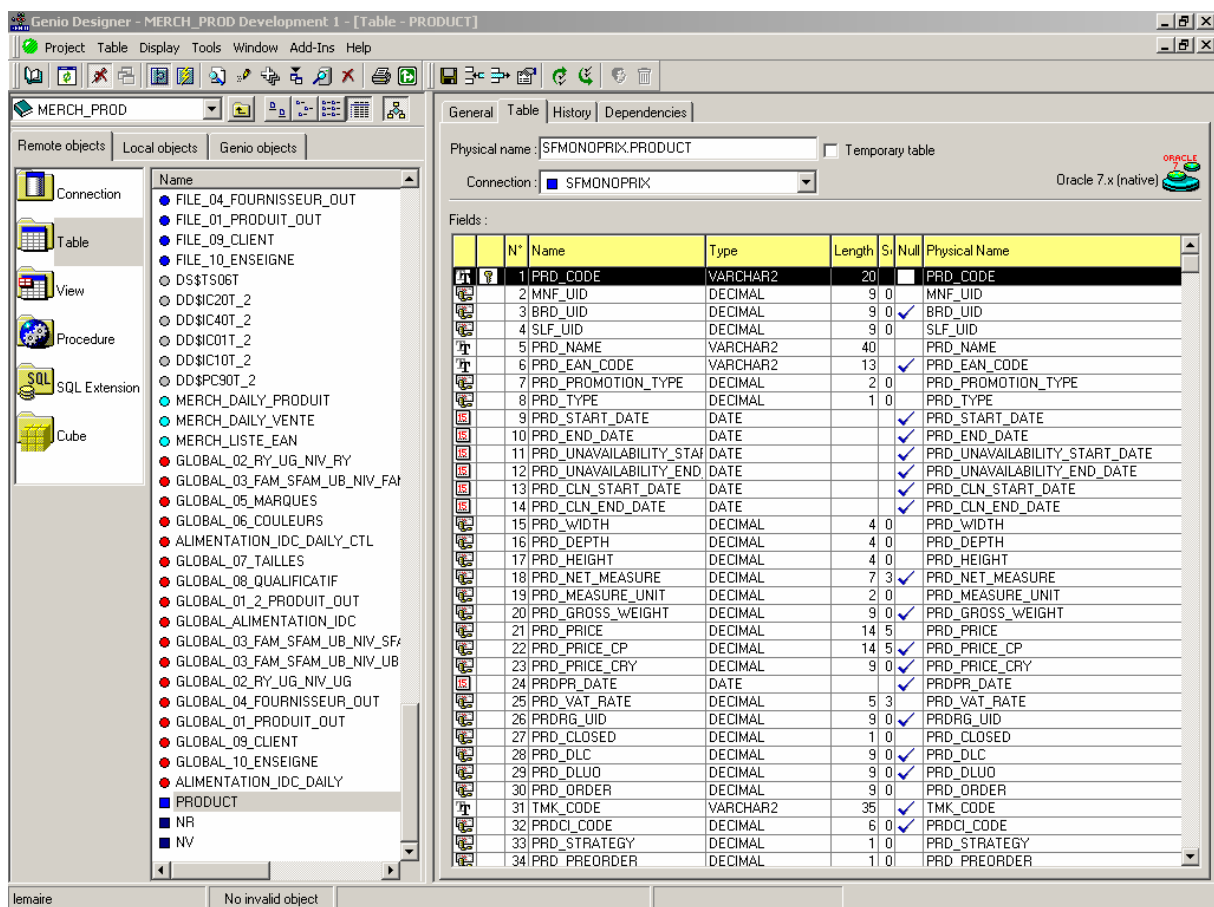 Genio Designer - MERCH_PROD Development 1 - [Table - PRODUCT]
Project Table Display Tools Window Add-Ins Help
MERCH_PROD
Remote objects Local objects Genio objects
Connection
Table
View
Procedure
SQL
SQL Extension
Cube
Name
FILE_04_FOURNISSEUR_OUT
FILE_01_PRODUIT_OUT
FILE_09_CLIENT
FILE_10_ENSEIGNE
DS$TS06T
DD$IC20T_2
DD$IC40T_2
DD$IC01T_2
DD$IC10T_2
DD$PC90T_2
MERCH_DAILY_PRODUIT
MERCH_DAILY_VENTE
MERCH_LISTE_EAN
GLOBAL_02_RY_UG_NIV_RY
GLOBAL_03_FAM_SFAM_UB_NIV_FAM
GLOBAL_05_MARQUES
GLOBAL_06_COULEURS
ALIMENTATION_IDC_DAILY_CTL
GLOBAL_07_TAILLES
GLOBAL_08_QUALIFICATIF
GLOBAL_01_2_PRODUIT_OUT
GLOBAL_ALIMENTATION_IDC
GLOBAL_03_FAM_SFAM_UB_NIV_SFA
GLOBAL_03_FAM_SFAM_UB_NIV_UB
GLOBAL_02_RY_UG_NIV_UG
GLOBAL_04_FOURNISSEUR_OUT
GLOBAL_01_PRODUIT_OUT
GLOBAL_09_CLIENT
GLOBAL_10_ENSEIGNE
ALIMENTATION_IDC_DAILY
PRODUCT
NR
NV
General Table History Dependencies
Physical name : SFMONOPRIX.PRODUCT Temporary table
ORACLE
7
Connection : SFMONOPRIX Oracle 7.x (native)
Fields :
N° Name Type Length S Null Physical Name
1 PRD_CODE VARCHAR2 20 PRD_CODE
2 MNF_UID DECIMAL 9 0 MNF_UID
3 BRD_UID DECIMAL 9 0 BRD_UID
4 SLF_UID DECIMAL 9 0 SLF_UID
5 PRD_NAME VARCHAR2 40 PRD_NAME
6 PRD_EAN_CODE VARCHAR2 13 PRD_EAN_CODE
7 PRD_PROMOTION_TYPE DECIMAL 2 0 PRD_PROMOTION_TYPE
8 PRD_TYPE DECIMAL 1 0 PRD_TYPE
9 PRD_START_DATE DATE PRD_START_DATE
10 PRD_END_DATE DATE PRD_END_DATE
11 PRD_UNAVAILABILITY_STAF DATE PRD_UNAVAILABILITY_START_DATE
12 PRD_UNAVAILABILITY_END_ DATE PRD_UNAVAILABILITY_END_DATE
13 PRD_CLN_START_DATE DATE PRD_CLN_START_DATE
14 PRD_CLN_END_DATE DATE PRD_CLN_END_DATE
15 PRD_WIDTH DECIMAL 4 0 PRD_WIDTH
16 PRD_DEPTH DECIMAL 4 0 PRD_DEPTH
17 PRD_HEIGHT DECIMAL 4 0 PRD_HEIGHT
18 PRD_NET_MEASURE DECIMAL 7 3 PRD_NET_MEASURE
19 PRD_MEASURE_UNIT DECIMAL 2 0 PRD_MEASURE_UNIT
20 PRD_GROSS_WEIGHT DECIMAL 9 0 PRD_GROSS_WEIGHT
21 PRD_PRICE DECIMAL 14 5 PRD_PRICE
22 PRD_PRICE_CP DECIMAL 14 5 PRD_PRICE_CP
23 PRD_PRICE_CRY DECIMAL 9 0 PRD_PRICE_CRY
24 PRDPR_DATE DATE PRDPR_DATE
25 PRD_VAT_RATE DECIMAL 5 3 PRD_VAT_RATE
26 PRDRG_UID DECIMAL 9 0 PRDRG_UID
27 PRD_CLOSED DECIMAL 1 0 PRD_CLOSED
28 PRD_DLC DECIMAL 9 0 PRD_DLC
29 PRD_DLUO DECIMAL 9 0 PRD_DLUO
30 PRD_ORDER DECIMAL 9 0 PRD_ORDER
31 TMK_CODE VARCHAR2 35 TMK_CODE
32 PRDCI_CODE DECIMAL 6 0 PRDCI_CODE
33 PRD_STRATEGY DECIMAL 1 0 PRD_STRATEGY
34 PRD_PREORDER DECIMAL 1 0 PRD_PREORDER
lemaire No invalid object